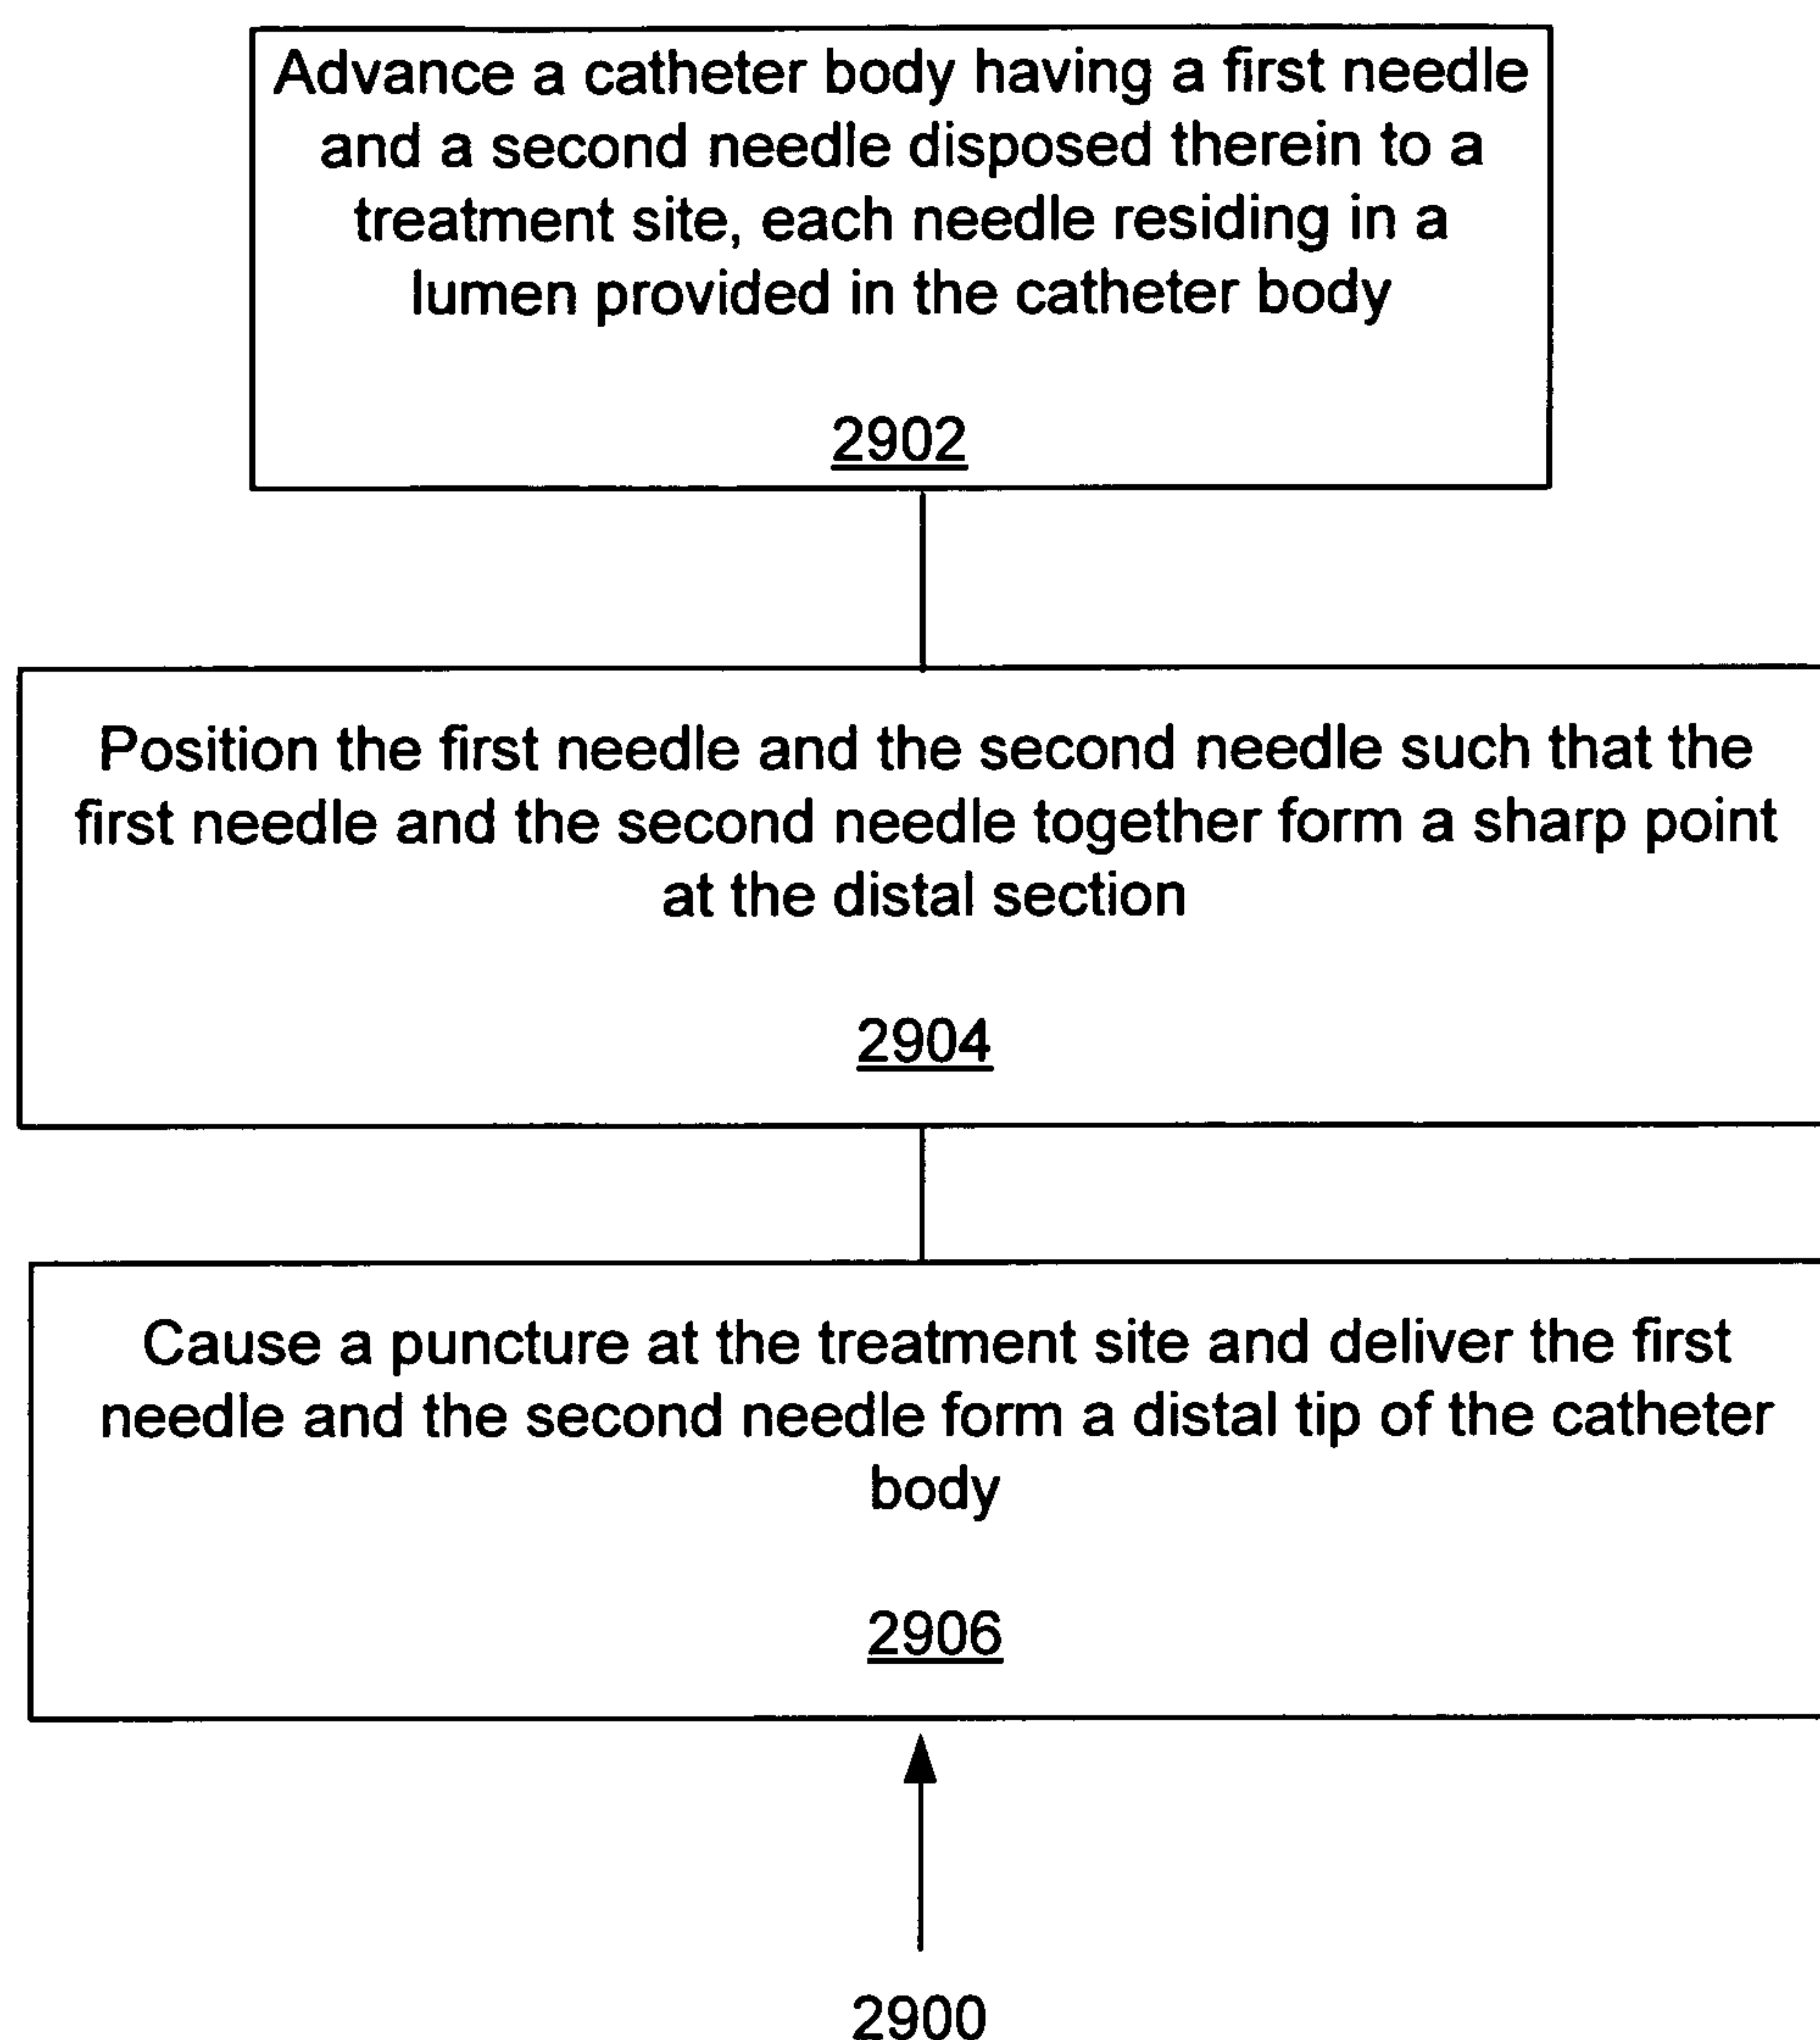 Advance a catheter body having a first needle
and a second needle disposed therein to a
treatment site, each needle residing in a
lumen provided in the catheter body
2902
Position the first needle and the second needle such that the
first needle and the second needle together form a sharp point
at the distal section
2904
Cause a puncture at the treatment site and deliver the first
needle and the second needle form a distal tip of the catheter
body
2906
2900